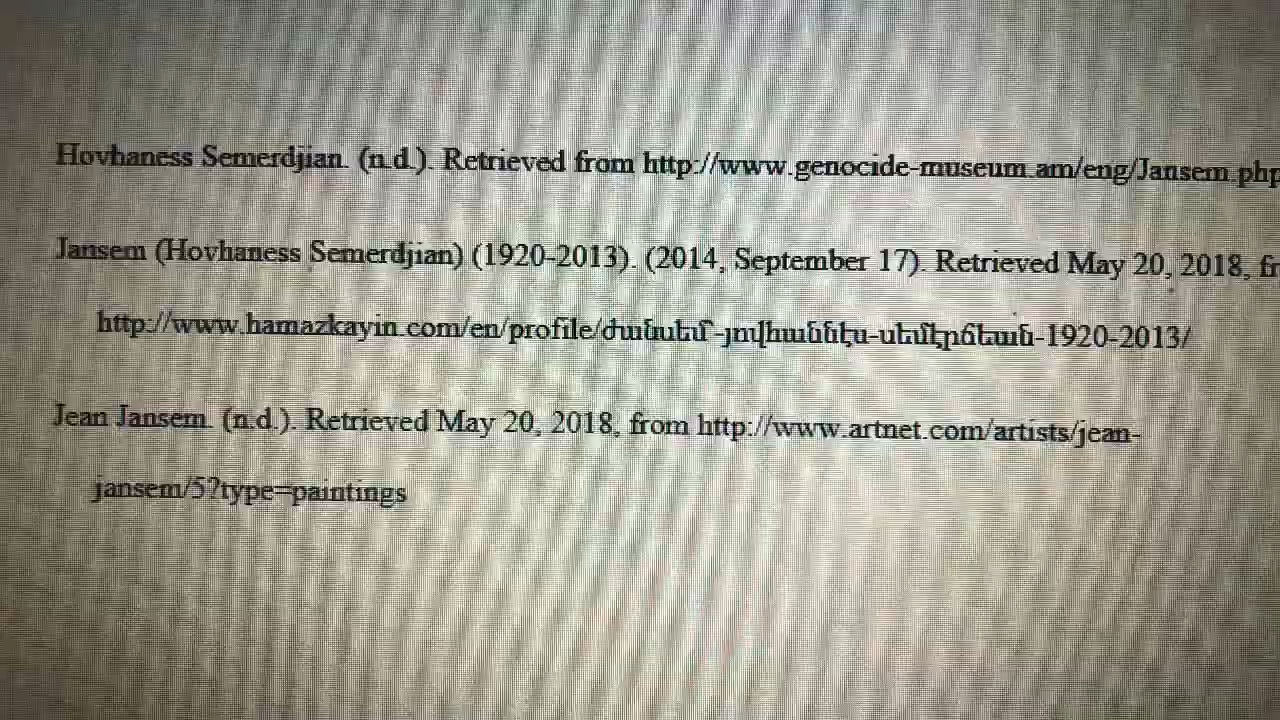 Hovhaness Semerdjian. (n.d.). Retrieved from http://www.genocide-museum.am/eng/Jansem.php
Jansem (Hovhaness Semerdjian) (1920-2013). (2014, September 17). Retrieved May 20, 2018, fr
http://www.hamazkayin.com/en/profile/ժանսեմ-յովհաննէս-սեմէրճեան-1920-2013/
Jean Jansem. (n.d.). Retrieved May 20, 2018, from http://www.artnet.com/artists/jean-
jansem/5?type=paintings